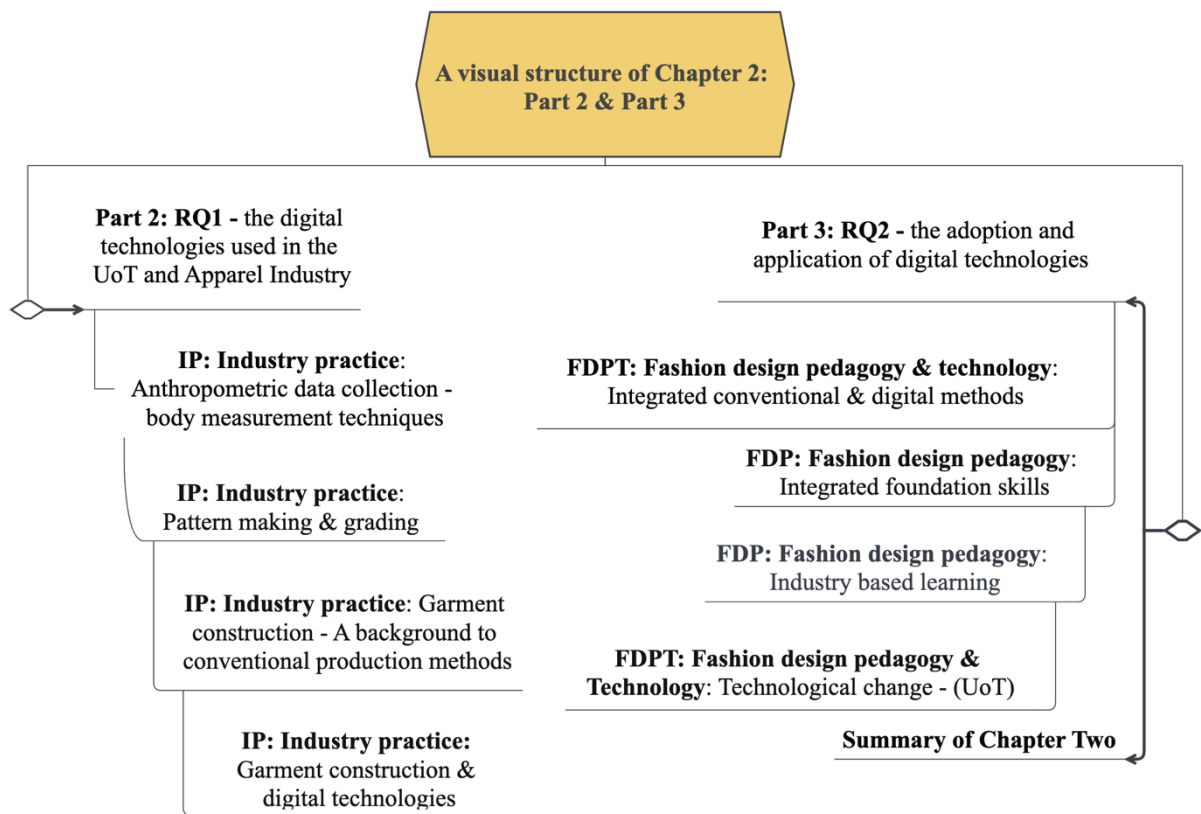 A visual structure of Chapter 2:
Part 2 & Part 3
Part 2: RQ1 - the digital
technologies used in the
UoT and Apparel Industry
IP: Industry practice:
Anthropometric data collection -
body measurement techniques
IP: Industry practice:
Pattern making & grading
IP: Industry practice: Garment
construction - A background to
conventional production methods
IP: Industry practice:
Garment construction &
digital technologies
Part 3: RQ2 - the adoption and
application of digital technologies
FDPT: Fashion design pedagogy & technology:
Integrated conventional & digital methods
FDP: Fashion design pedagogy:
Integrated foundation skills
FDP: Fashion design pedagogy:
Industry based learning
FDPT: Fashion design pedagogy &
Technology: Technological change - (UoT)
Summary of Chapter Two